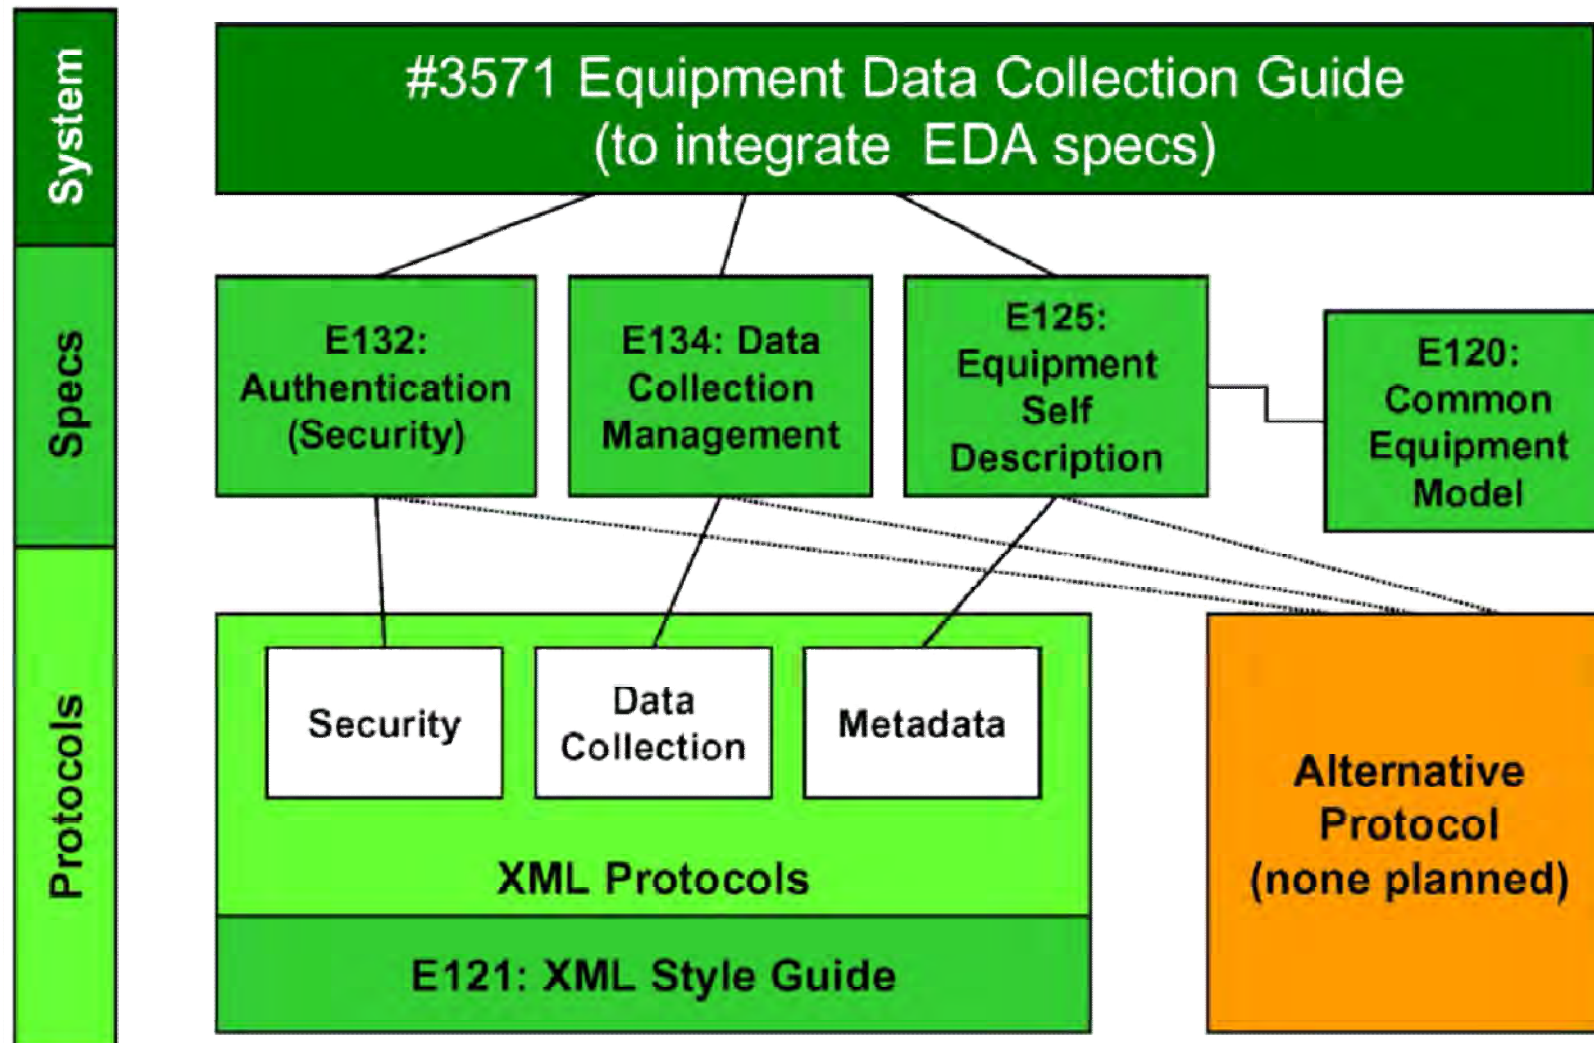 System
#3571 Equipment Data Collection Guide
(to integrate EDA specs)
Specs
E132:
Authentication
(Security)
E134: Data
Collection
Management
E125:
Equipment
Self
Description
E120:
Common
Equipment
Model
Protocols
Security
Data
Collection
Metadata
XML Protocols
E121: XML Style Guide
Alternative
Protocol
(none planned)